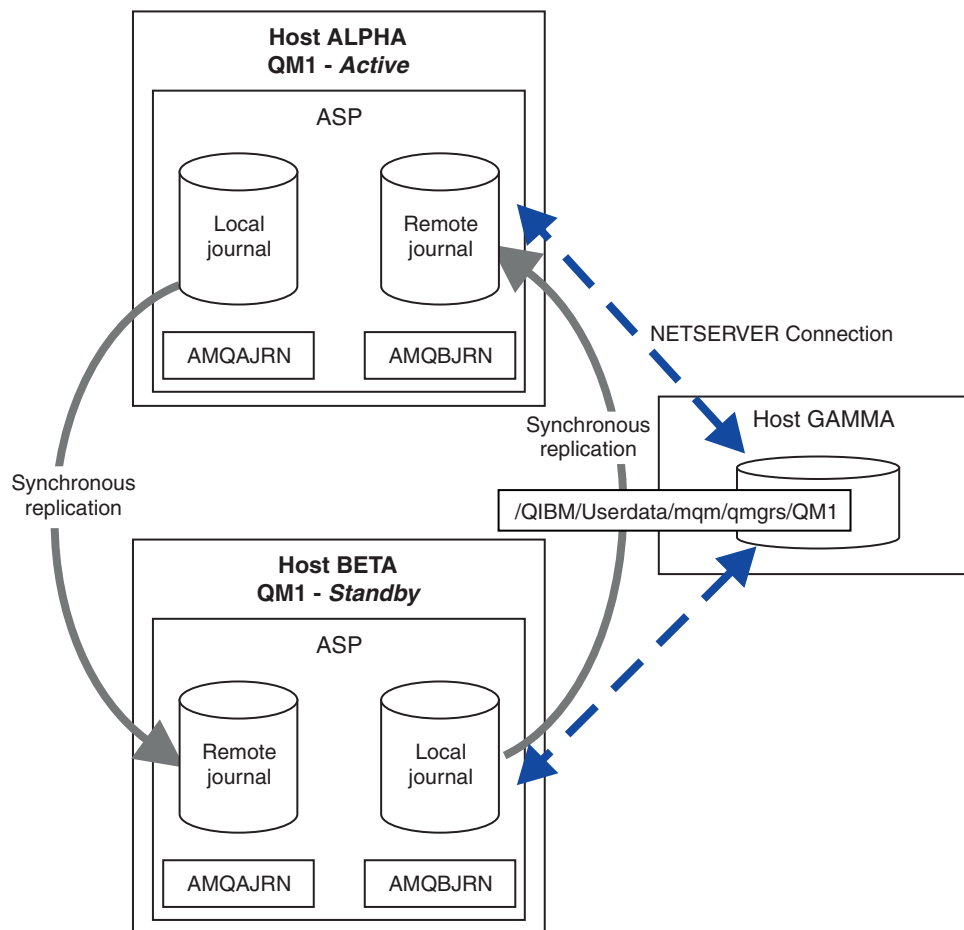 Host ALPHA
QM1 - Active
ASP
Local
journal
Remote
journal
AMQAJRN
AMQBJRN
NETSERVER Connection
Host GAMMA
/QIBM/Userdata/mqm/qmgrs/QM1
Synchronous
replication
Synchronous
replication
Host BETA
QM1 - Standby
ASP
Remote
journal
Local
journal
AMQAJRN
AMQBJRN